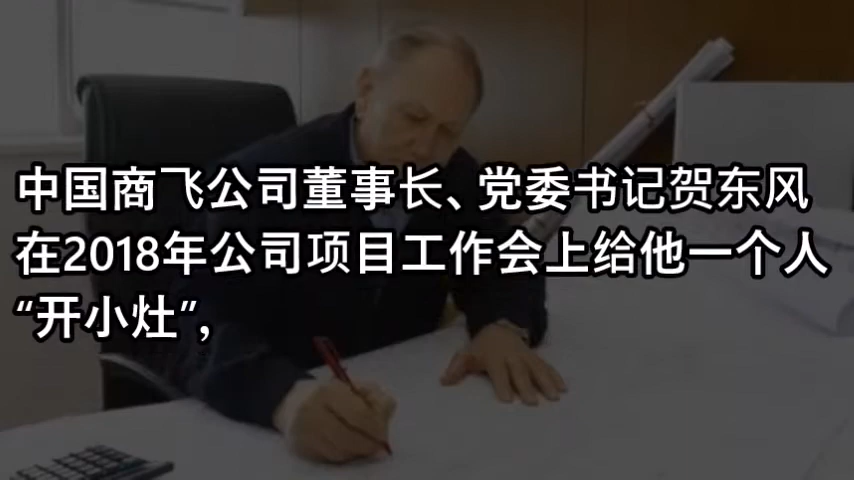 中国商飞公司董事长、党委书记贺东风
在2018年公司项目工作会上给他一个人
“开小灶”,